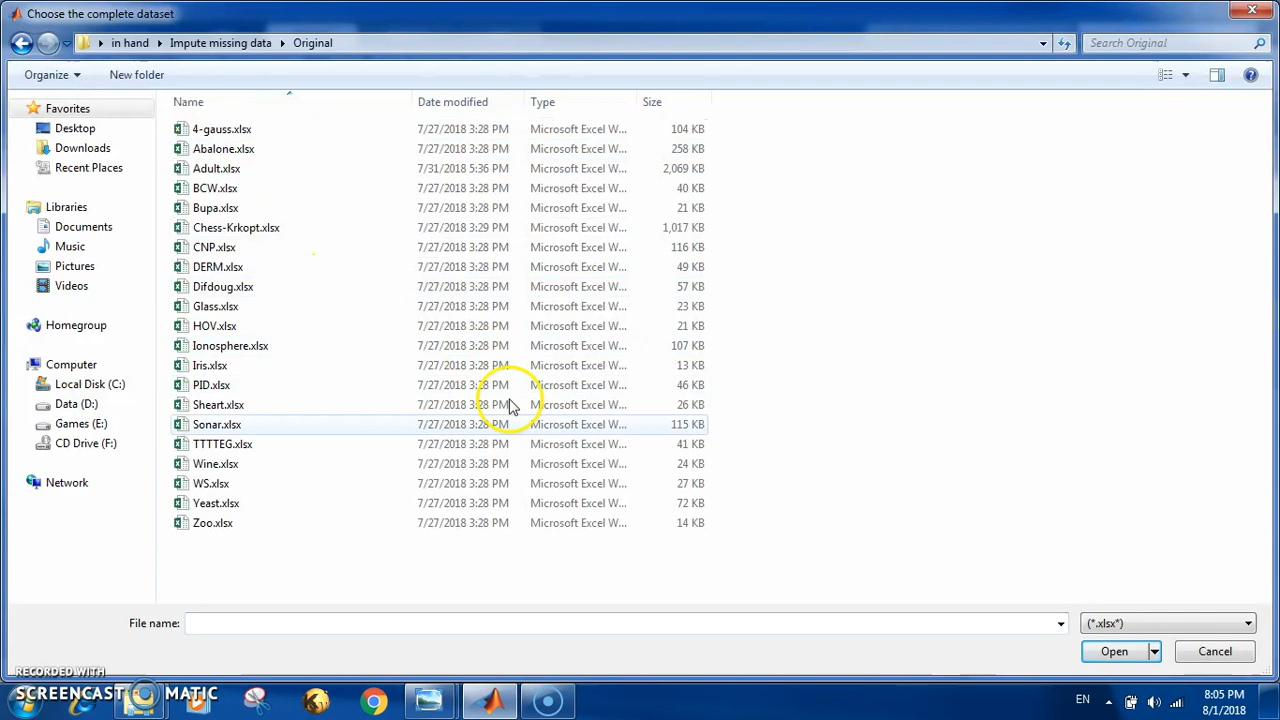 Choose the complete dataset
in hand Impute missing data Original Search Original
Organize New folder
Name Date modified Type Size
Favorites
Desktop
Downloads
Recent Places
Libraries
Documents
Music
Pictures
Videos
Homegroup
Computer
Local Disk (C:)
Data (D:)
Games (E:)
CD Drive (F:)
Network
4-gauss.xlsx 7/27/2018 3:28 PM Microsoft Excel W... 104 KB
Abalone.xlsx 7/27/2018 3:28 PM Microsoft Excel W... 258 KB
Adult.xlsx 7/31/2018 5:36 PM Microsoft Excel W... 2,069 KB
BCW.xlsx 7/27/2018 3:28 PM Microsoft Excel W... 40 KB
Bupa.xlsx 7/27/2018 3:28 PM Microsoft Excel W... 21 KB
Chess-Krkopt.xlsx 7/27/2018 3:29 PM Microsoft Excel W... 1,017 KB
CNP.xlsx 7/27/2018 3:28 PM Microsoft Excel W... 116 KB
DERM.xlsx 7/27/2018 3:28 PM Microsoft Excel W... 49 KB
Difdoug.xlsx 7/27/2018 3:28 PM Microsoft Excel W... 57 KB
Glass.xlsx 7/27/2018 3:28 PM Microsoft Excel W... 23 KB
HOV.xlsx 7/27/2018 3:28 PM Microsoft Excel W... 21 KB
Ionosphere.xlsx 7/27/2018 3:28 PM Microsoft Excel W... 107 KB
Iris.xlsx 7/27/2018 3:28 PM Microsoft Excel W... 13 KB
PID.xlsx 7/27/2018 3:28 PM Microsoft Excel W... 46 KB
Sheart.xlsx 7/27/2018 3:28 PM Microsoft Excel W... 26 KB
Sonar.xlsx 7/27/2018 3:28 PM Microsoft Excel W... 115 KB
TTTTEG.xlsx 7/27/2018 3:28 PM Microsoft Excel W... 41 KB
Wine.xlsx 7/27/2018 3:28 PM Microsoft Excel W... 24 KB
WS.xlsx 7/27/2018 3:28 PM Microsoft Excel W... 27 KB
Yeast.xlsx 7/27/2018 3:28 PM Microsoft Excel W... 72 KB
Zoo.xlsx 7/27/2018 3:28 PM Microsoft Excel W... 14 KB
File name: (*.xlsx*)
Open Cancel
RECORDED WITH
SCREENCAST MATIC
EN 8:05 PM
8/1/2018